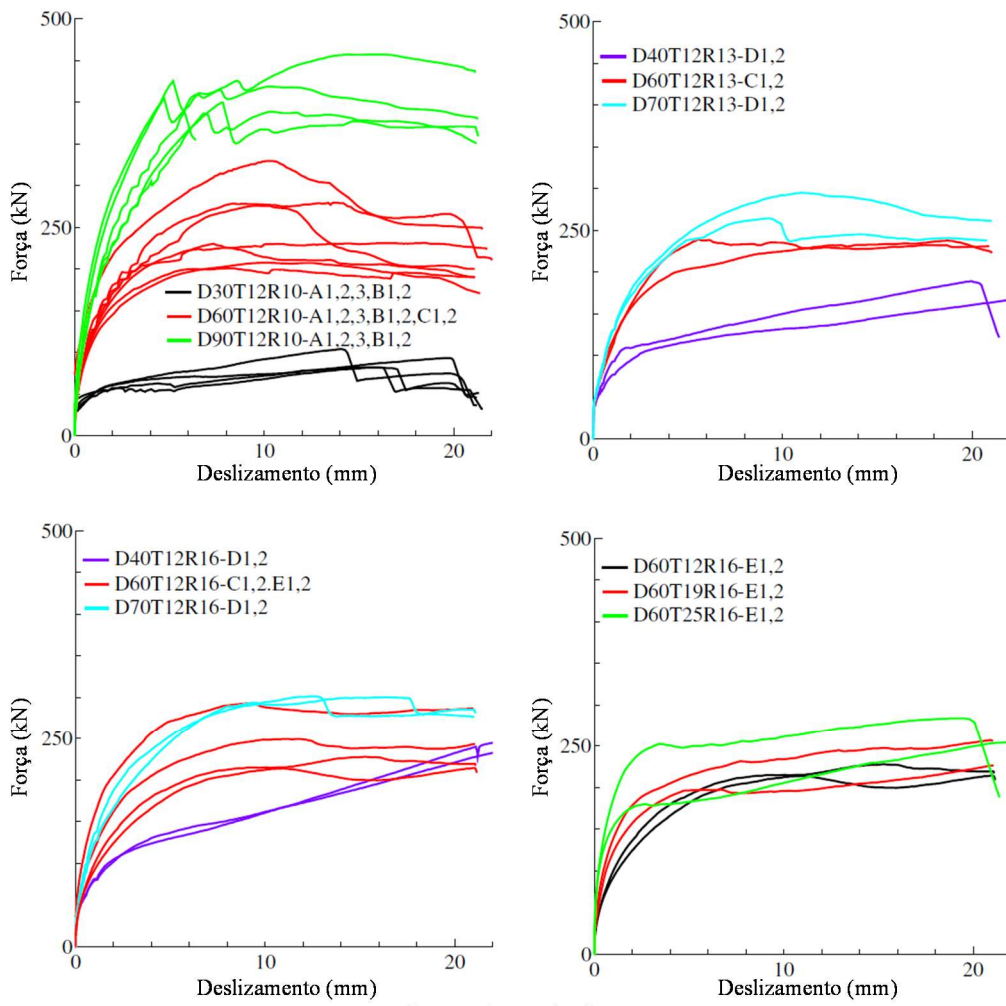 500
250
0
Força (kN)
D30T12R10-A1,2,3,B1,2
D60T12R10-A1,2,3,B1,2,C1,2
D90T12R10-A1,2,3,B1,2
0
10
20
Deslizamento (mm)
500
250
0
Força (kN)
D40T12R13-D1,2
D60T12R13-C1,2
D70T12R13-D1,2
0
10
20
Deslizamento (mm)
500
250
0
Força (kN)
D40T12R16-D1,2
D60T12R16-C1,2.E1,2
D70T12R16-D1,2
0
10
20
Deslizamento (mm)
500
250
0
Força (kN)
D60T12R16-E1,2
D60T19R16-E1,2
D60T25R16-E1,2
0
10
20
Deslizamento (mm)